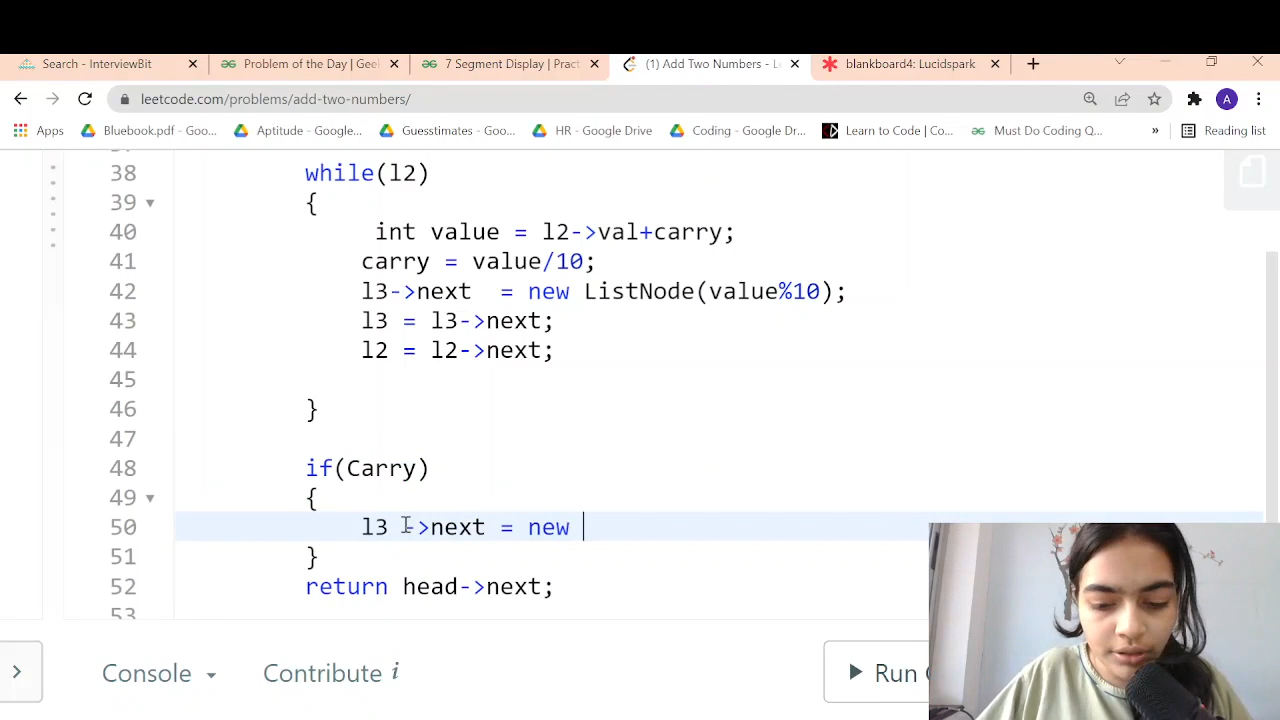 Search - InterviewBit
Problem of the Day | Geel
7 Segment Display | Pract
(1) Add Two Numbers - L
blankboard4: Lucidspark
leetcode.com/problems/add-two-numbers/
A
Apps
Bluebook.pdf - Goo...
Aptitude - Google...
Guesstimates - Goo...
HR - Google Drive
Coding - Google Dr...
Learn to Code | Co...
Must Do Coding Q...
»
Reading list
38 while(l2)
39 {
40 int value = l2->val+carry;
41 carry = value/10;
42 l3->next = new ListNode(value%10);
43 l3 = l3->next;
44 l2 = l2->next;
45
46 }
47
48 if(Carry)
49 {
50 l3 ->next = new
51 }
52 return head->next;
53
Console
Contribute i
Run